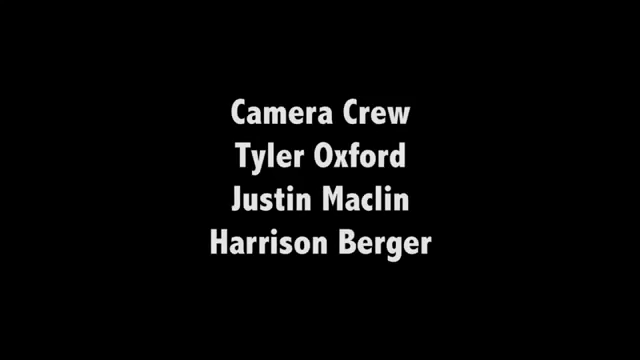 Camera Crew
Tyler Oxford
Justin Maclin
Harrison Berger